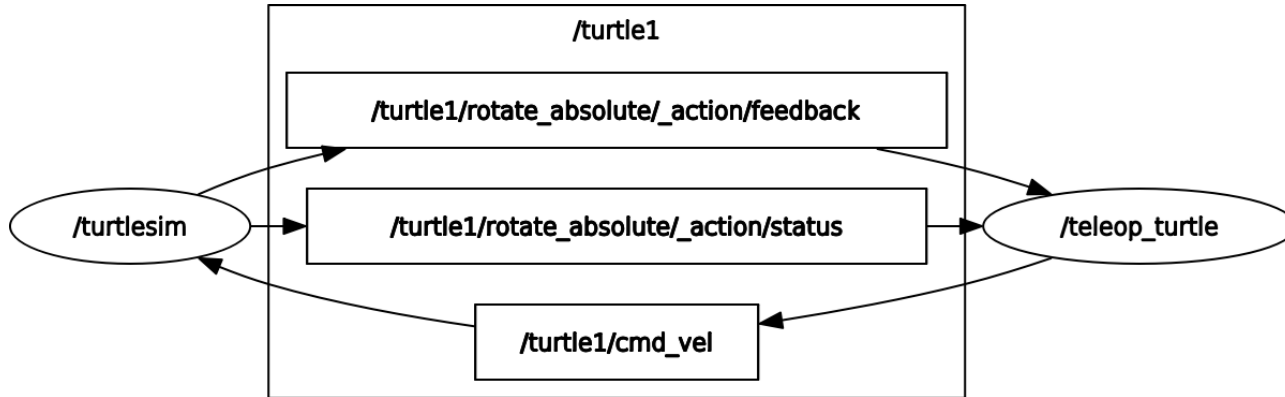 /turtle1
/turtle1/rotate_absolute/_action/feedback
/turtlesim
/turtle1/rotate_absolute/_action/status
/teleop_turtle
/turtle1/cmd_vel